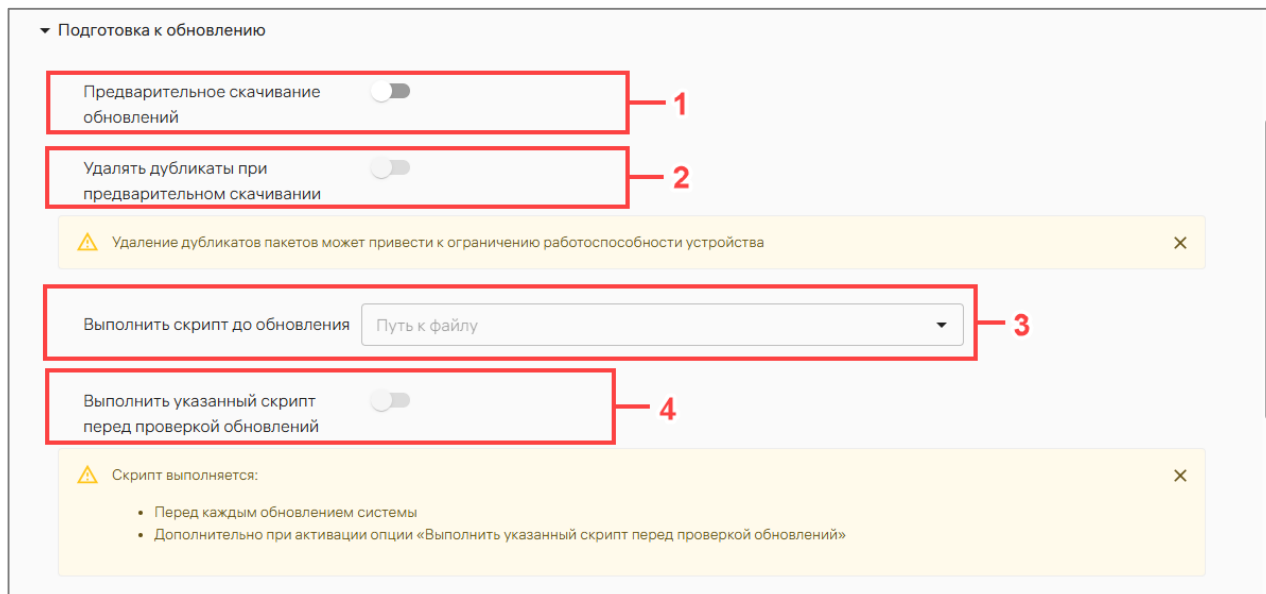 Подготовка к обновлению
Предварительное скачивание
обновлений
1
Удалять дубликаты при
предварительном скачивании
2
Удаление дубликатов пакетов может привести к ограничению работоспособности устройства
Выполнить скрипт до обновления
Путь к файлу
3
Выполнить указанный скрипт
перед проверкой обновлений
4
Скрипт выполняется:
• Перед каждым обновлением системы
• Дополнительно при активации опции «Выполнить указанный скрипт перед проверкой обновлений»